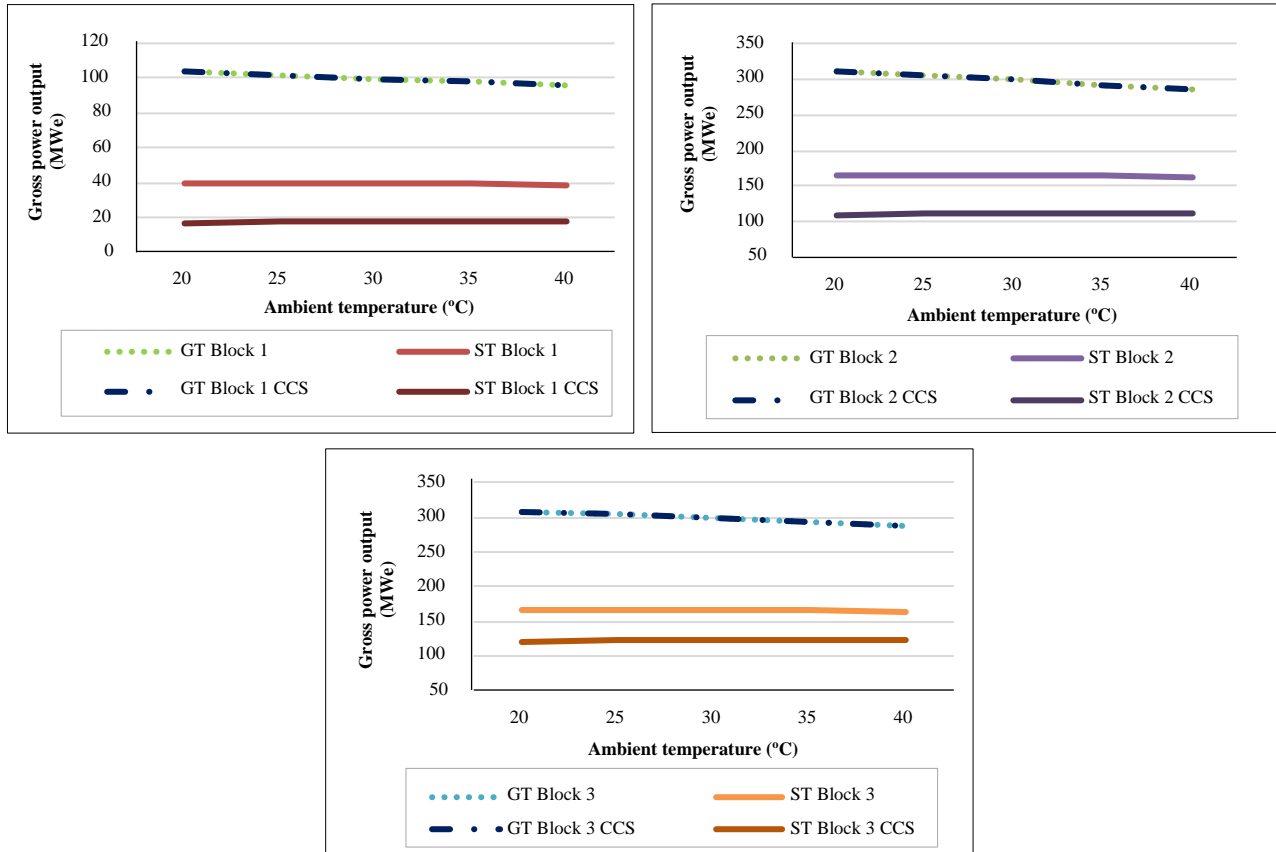 Gross power output
(MWe)
120
100
80
60
40
20
0
20 25 30 35 40
Ambient temperature (ºC)
GT Block 1
ST Block 1
GT Block 1 CCS
ST Block 1 CCS
Gross power output
(MWe)
350
300
250
200
150
100
50
20 25 30 35 40
Ambient temperature (ºC)
GT Block 2
ST Block 2
GT Block 2 CCS
ST Block 2 CCS
Gross power output
(MWe)
350
300
250
200
150
100
50
20 25 30 35 40
Ambient temperature (ºC)
GT Block 3
ST Block 3
GT Block 3 CCS
ST Block 3 CCS